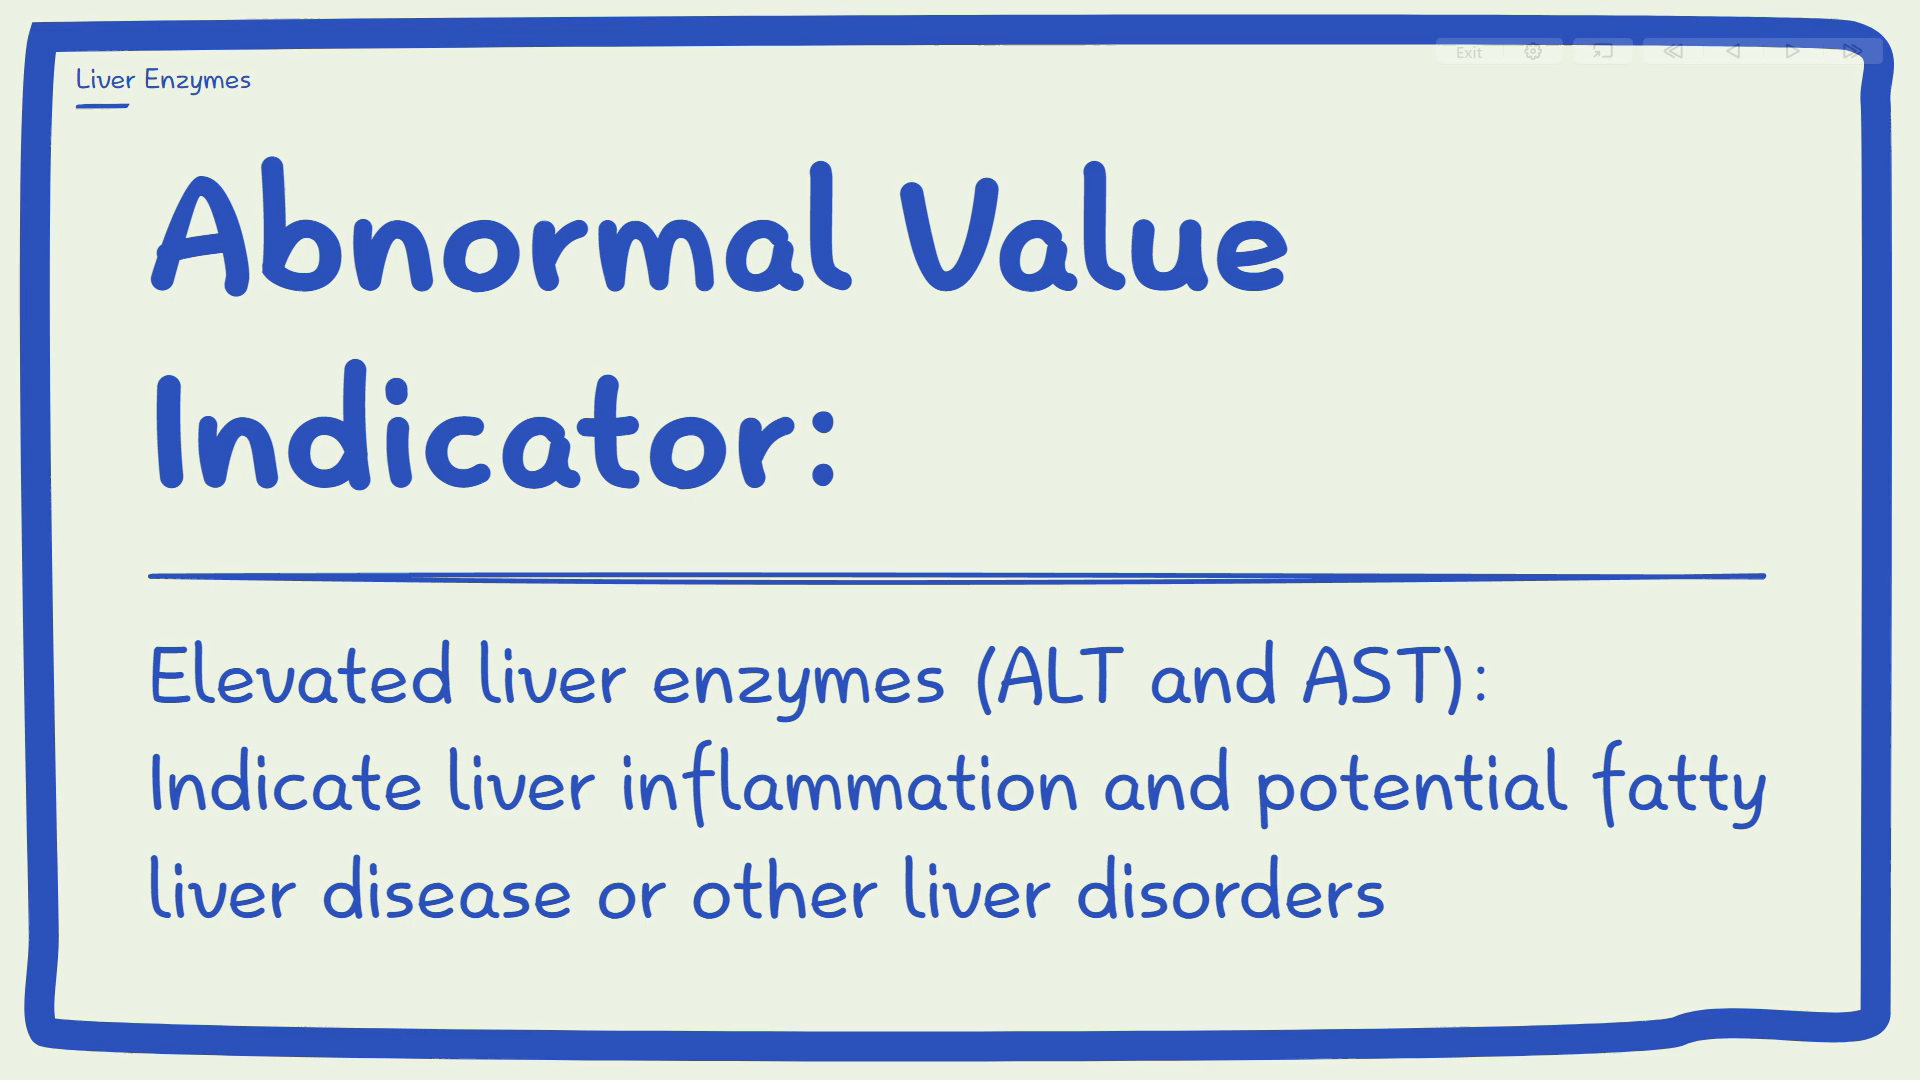 Exit
Liver Enzymes
Abnormal Value
Indicator:
Elevated liver enzymes (ALT and AST):
Indicate liver inflammation and potential fatty
liver disease or other liver disorders